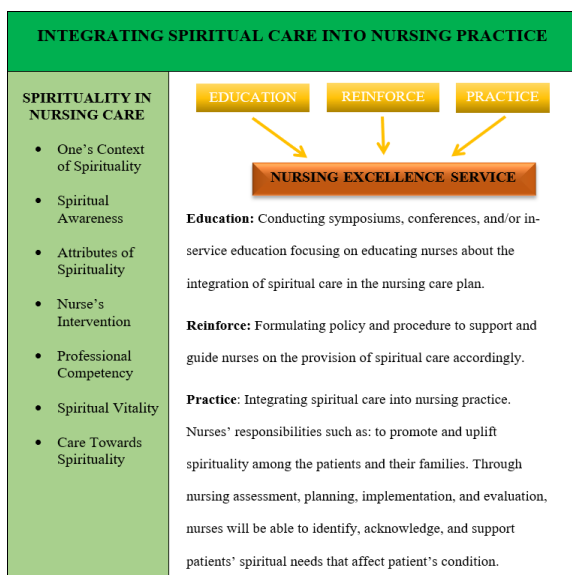 INTEGRATING SPIRITUAL CARE INTO NURSING PRACTICE
SPIRITUALITY IN
NURSING CARE
• One's Context
of Spirituality
• Spiritual
Awareness
• Attributes of
Spirituality
• Nurse's
Intervention
• Professional
Competency
• Spiritual Vitality
• Care Towards
Spirituality
EDUCATION
REINFORCE
PRACTICE
NURSING EXCELLENCE SERVICE
Education: Conducting symposiums, conferences, and/or in-
service education focusing on educating nurses about the
integration of spiritual care in the nursing care plan.
Reinforce: Formulating policy and procedure to support and
guide nurses on the provision of spiritual care accordingly.
Practice: Integrating spiritual care into nursing practice.
Nurses' responsibilities such as: to promote and uplift
spirituality among the patients and their families. Through
nursing assessment, planning, implementation, and evaluation,
nurses will be able to identify, acknowledge, and support
patients' spiritual needs that affect patient's condition.